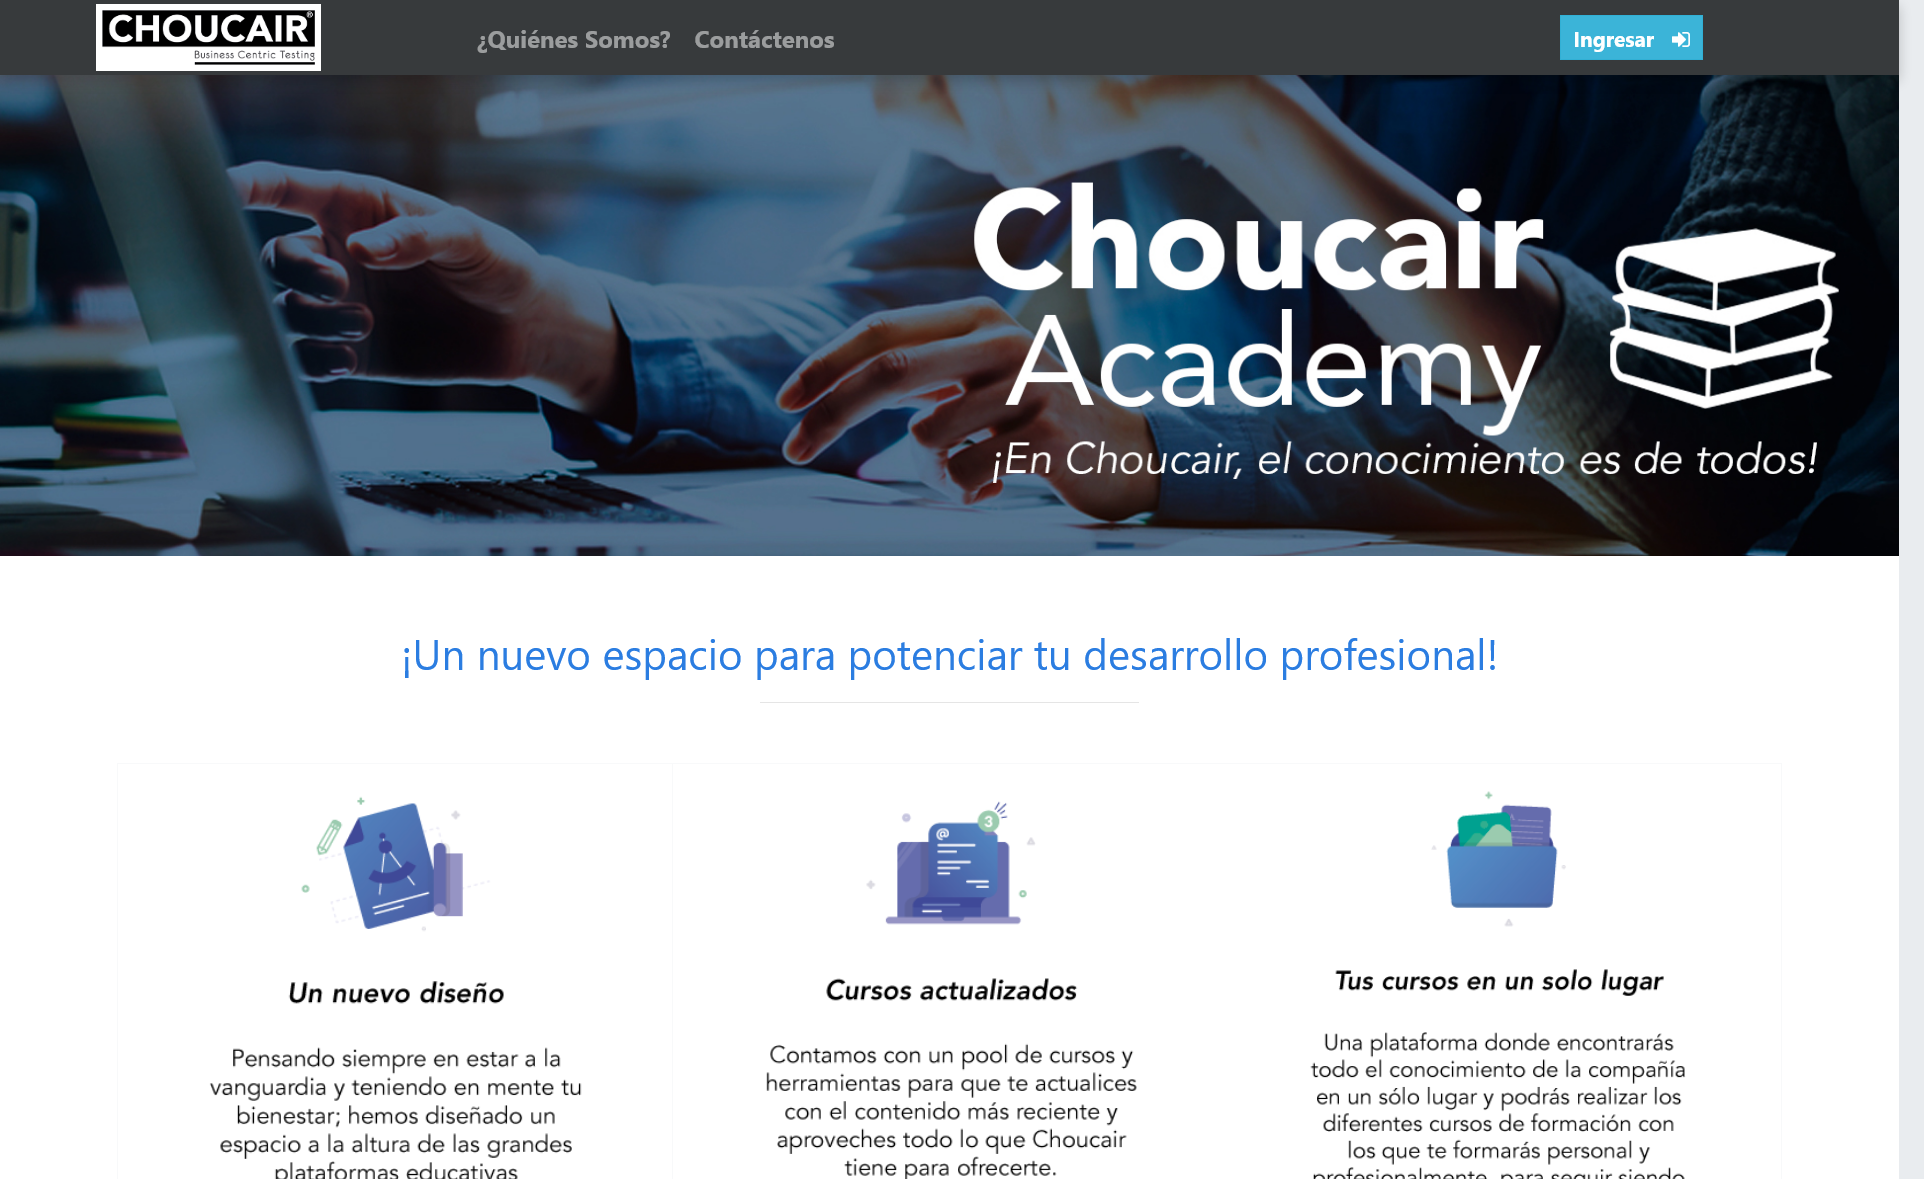 CHOUCAIR®
Business Centric Testing
¿Quiénes Somos?
Contáctenos
Ingresar
Choucair
Academy
¡En Choucair, el conocimiento es de todos!
¡Un nuevo espacio para potenciar tu desarrollo profesional!
Un nuevo diseño
Pensando siempre en estar a la
vanguardia y teniendo en mente tu
bienestar; hemos diseñado un
espacio a la altura de las grandes
plataformas educativas
@
3
Cursos actualizados
Contamos con un pool de cursos y
herramientas para que te actualices
con el contenido más reciente y
aproveches todo lo que Choucair
tiene para ofrecerte.
Tus cursos en un solo lugar
Una plataforma donde encontrarás
todo el conocimiento de la compañía
en un sólo lugar y podrás realizar los
diferentes cursos de formación con
los que te formarás personal y
profesionalmente, para seguir siendo